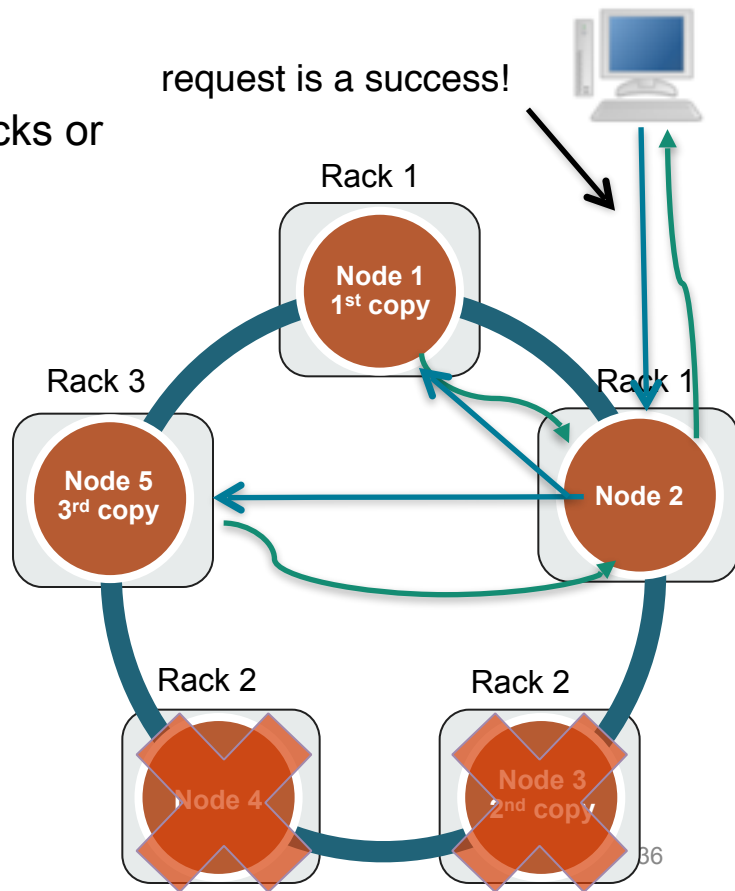 request is a success!
cks or
Rack 1
Node 1
1st copy
Rack 3
Rack 1
Node 5
3rd copy
Node 2
Rack 2
Rack 2
Node 4
Node 3
2nd copy
36